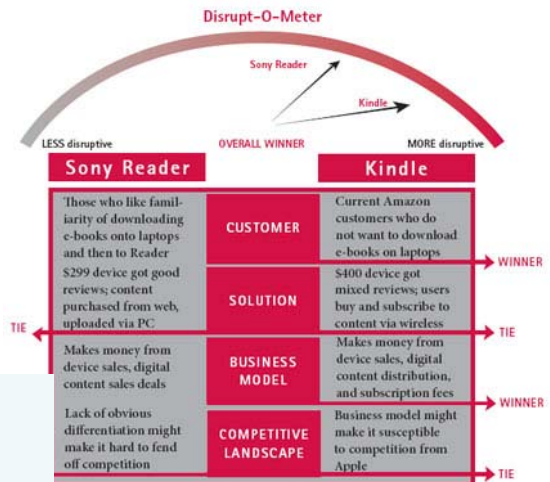 Disrupt-O-Meter
Sony Reader
Kindle
LESS disruptive
OVERALL WINNER
MORE disruptive
Sony Reader
Kindle
Those who like famil-
iarity of downloading
e-books onto laptops
and then to Reader
CUSTOMER
Current Amazon
customers who do
not want to download
e-books on laptops
WINNER
$299 device got good
reviews; content
purchased from web,
uploaded via PC
SOLUTION
$400 device got
mixed reviews; users
buy and subscribe to
content via wireless
TIE
TIE
Makes money from
device sales, digital
content sales deals
BUSINESS
MODEL
Makes money from
device sales, digital
content distribution,
and subscription fees
WINNER
Lack of obvious
differentiation might
make it hard to fend
off competition
COMPETITIVE
LANDSCAPE
Business model might
make it susceptible
to competition from
Apple
TIE